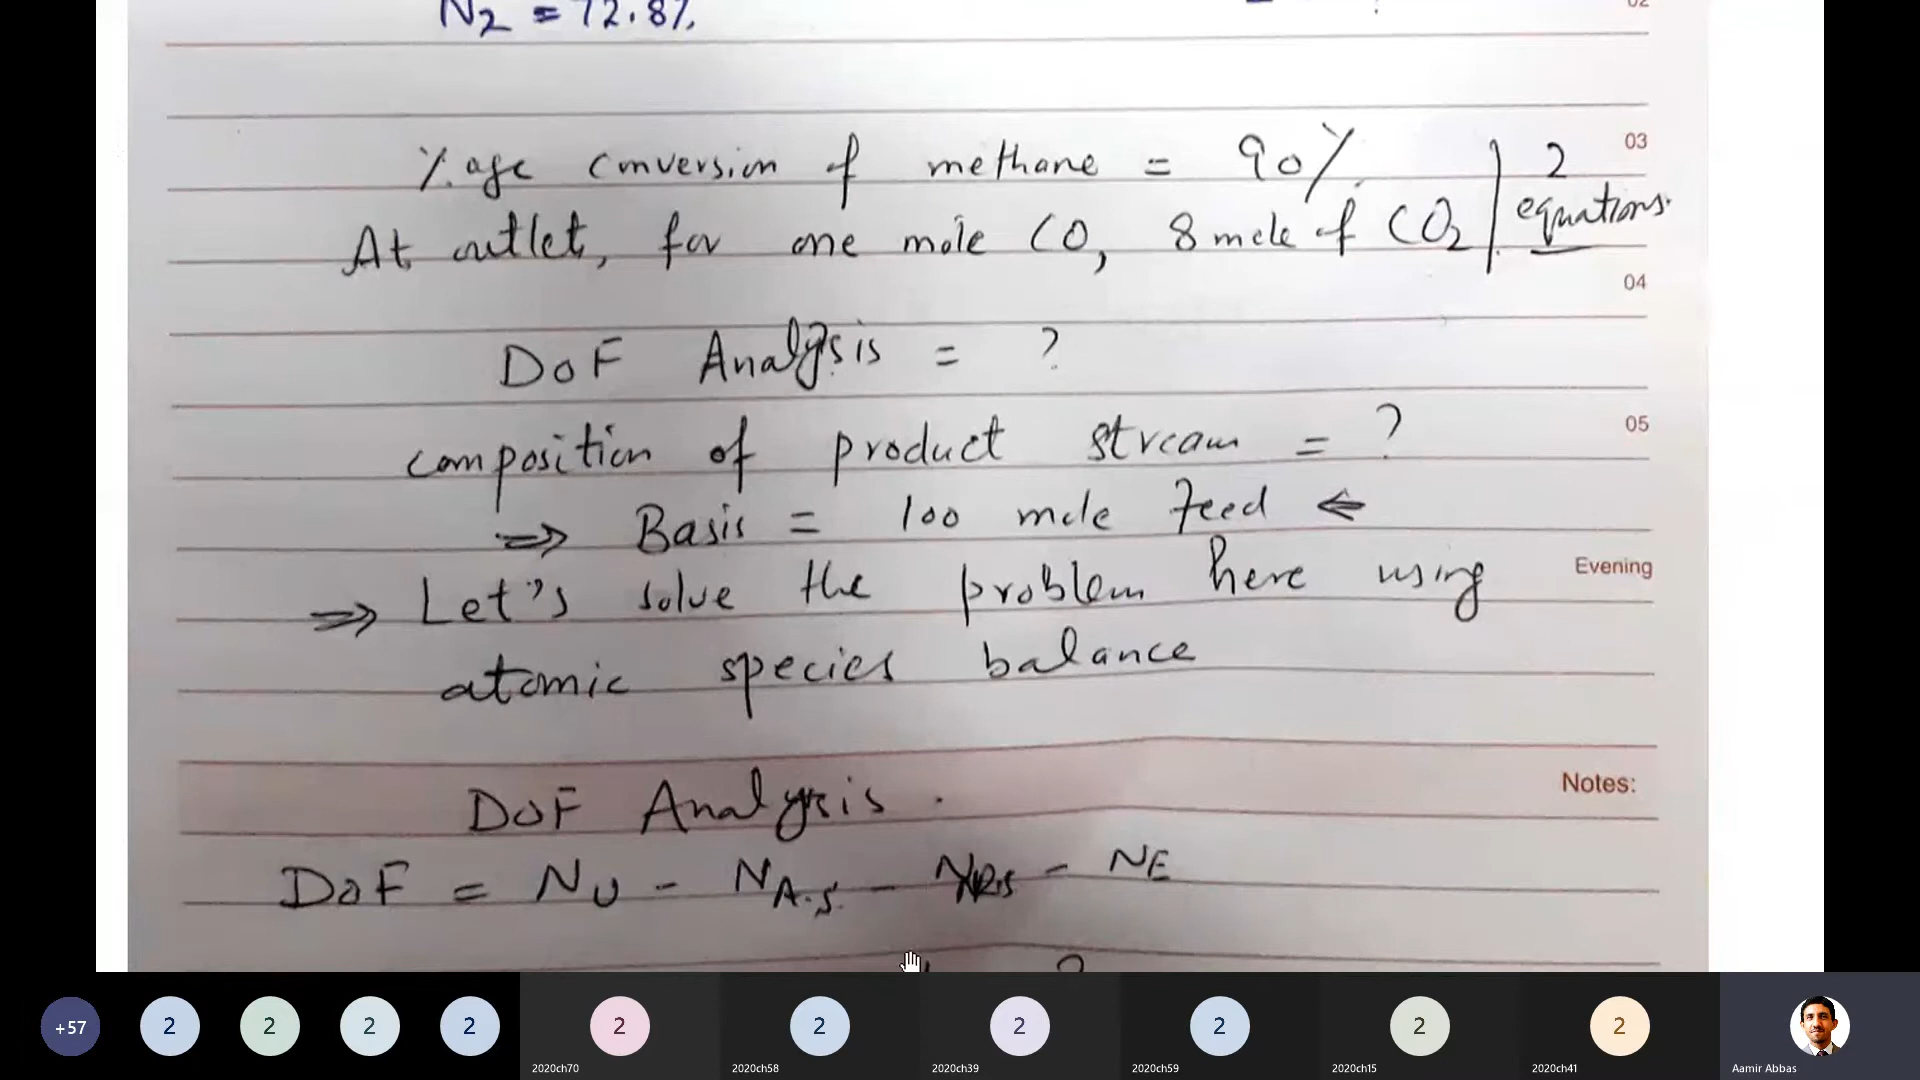 N2 = 72.8%
02
03
%age conversion of methane = 90% | 2
At outlet, for one mole CO, 8 mole of CO2 | equations.
04
DoF Analysis = ?
05
composition of product stream = ?
⇒ Basis = 100 mole feed ⇐
Evening
⇒ Let's solve the problem here using
atomic species balance
Notes:
DoF Analysis.
DoF = NU - NA.S. - NRS - NE
?
+57 2 2 2 2 2 2 2 2 2 2
2020ch70 2020ch58 2020ch39 2020ch59 2020ch15 2020ch41 Aamir Abbas